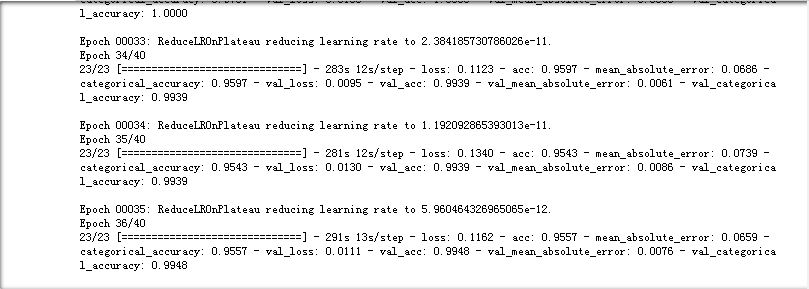 l_accuracy: 1.0000
Epoch 00033: ReduceLROnPlateau reducing learning rate to 2.384185730786026e-11.
Epoch 34/40
23/23 [==============================] - 283s 12s/step - loss: 0.1123 - acc: 0.9597 - mean_absolute_error: 0.0686 -
categorical_accuracy: 0.9597 - val_loss: 0.0095 - val_acc: 0.9939 - val_mean_absolute_error: 0.0061 - val_categorica
l_accuracy: 0.9939
Epoch 00034: ReduceLROnPlateau reducing learning rate to 1.192092865393013e-11.
Epoch 35/40
23/23 [==============================] - 281s 12s/step - loss: 0.1340 - acc: 0.9543 - mean_absolute_error: 0.0739 -
categorical_accuracy: 0.9543 - val_loss: 0.0130 - val_acc: 0.9939 - val_mean_absolute_error: 0.0086 - val_categorica
l_accuracy: 0.9939
Epoch 00035: ReduceLROnPlateau reducing learning rate to 5.960464326965065e-12.
Epoch 36/40
23/23 [==============================] - 291s 13s/step - loss: 0.1162 - acc: 0.9557 - mean_absolute_error: 0.0659 -
categorical_accuracy: 0.9557 - val_loss: 0.0111 - val_acc: 0.9948 - val_mean_absolute_error: 0.0076 - val_categorica
l_accuracy: 0.9948